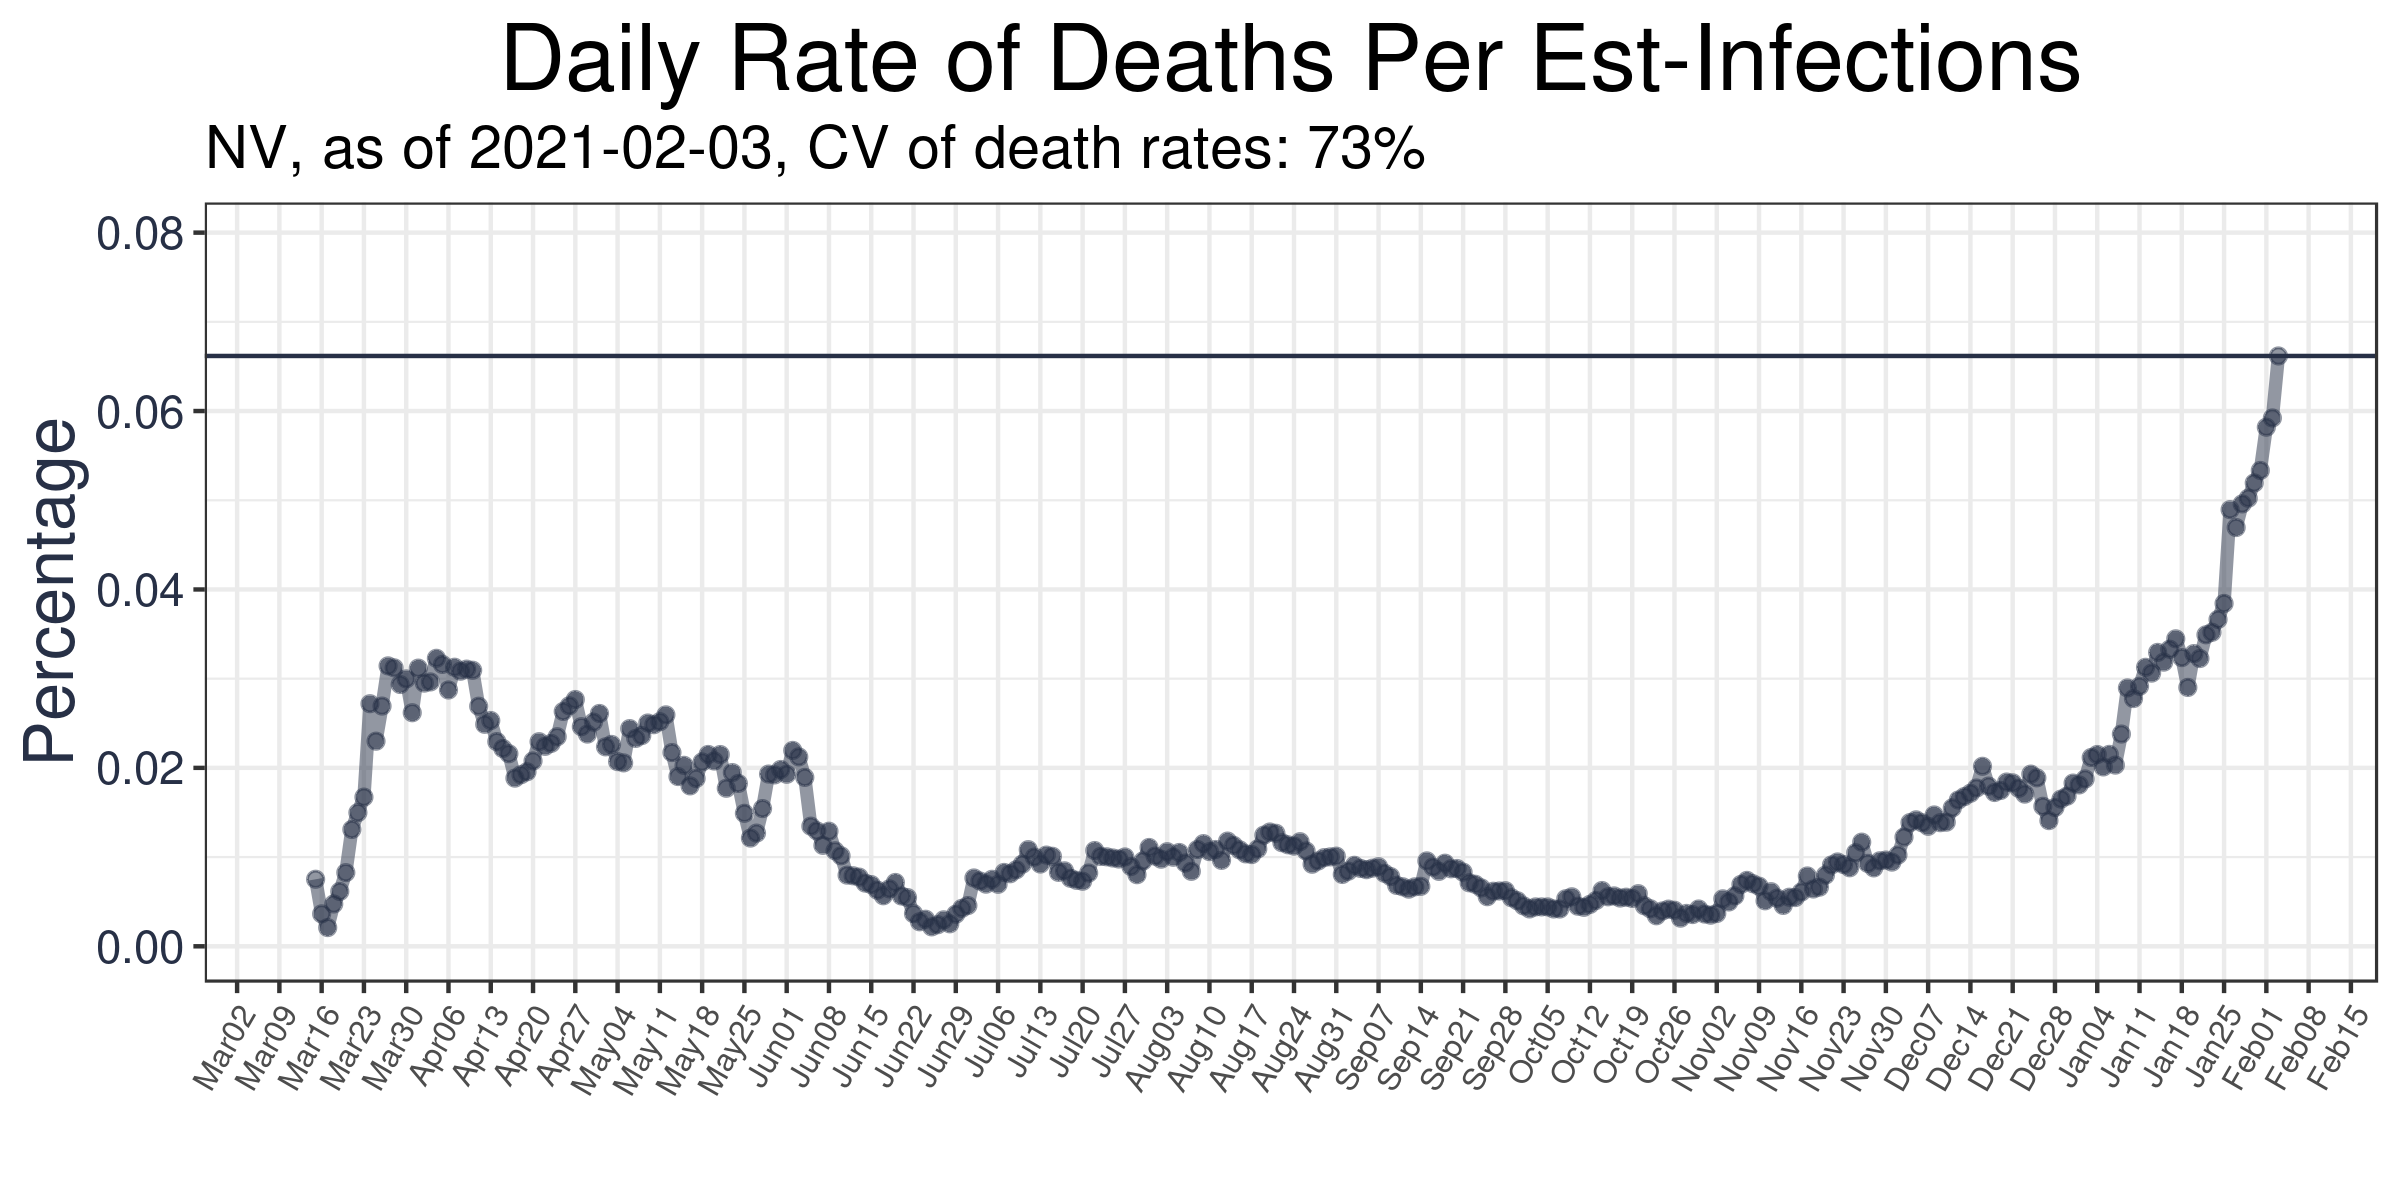 Daily Rate of Deaths Per Est-Infections
NV, as of 2021-02-03, CV of death rates: 73%
Percentage
0.08
0.06
0.04
0.02
0.00
Mar02
Mar09
Mar16
Mar23
Mar30
Apr06
Apr13
Apr20
Apr27
May04
May11
May18
May25
Jun01
Jun08
Jun15
Jun22
Jun29
Jul06
Jul13
Jul20
Jul27
Aug03
Aug10
Aug17
Aug24
Aug31
Sep07
Sep14
Sep21
Sep28
Oct05
Oct12
Oct19
Oct26
Nov02
Nov09
Nov16
Nov23
Nov30
Dec07
Dec14
Dec21
Dec28
Jan04
Jan11
Jan18
Jan25
Feb01
Feb08
Feb15